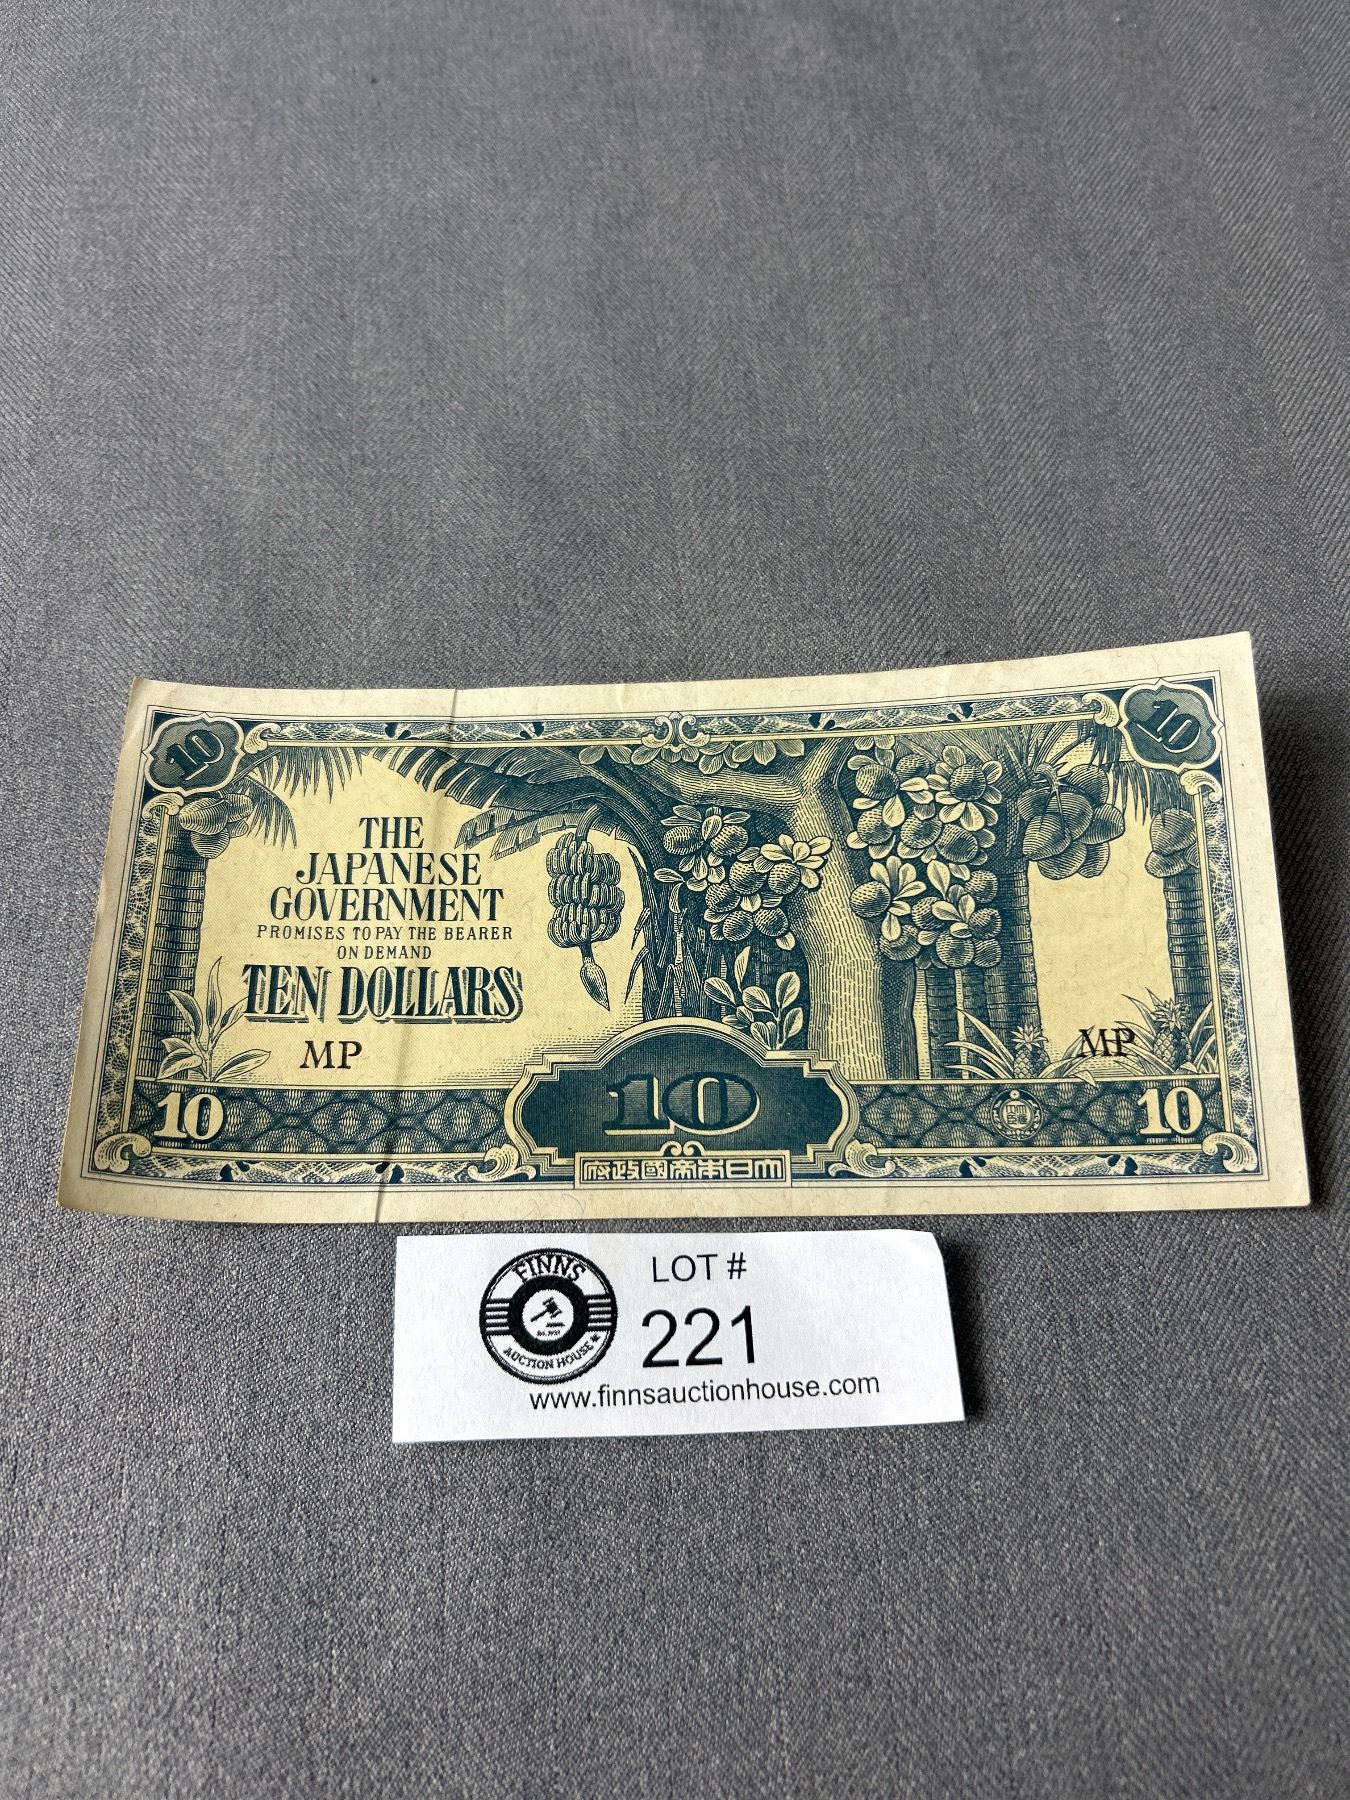 10
10
THE
JAPANESE
GOVERNMENT
PROMISES TO PAY THE BEARER
ON DEMAND
TEN DOLLARS
MP
MP
10
10
10
府政國帝本日大
FINNS
AUCTION HOUSE
LOT #
221
www.finnsauctionhouse.com